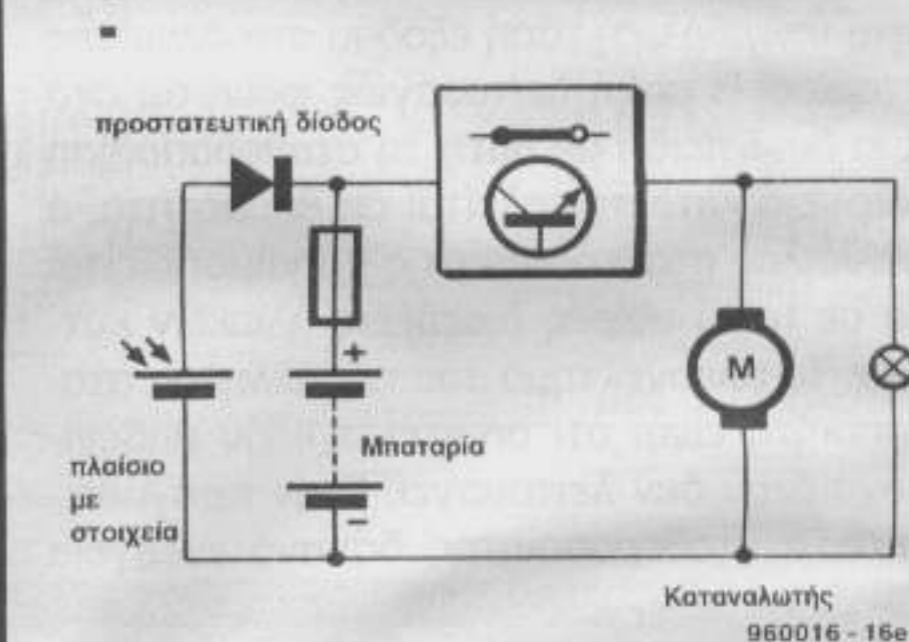 προστατευτική δίοδος
+
M
Μπαταρία
πλαίσιο
με
στοιχεία
−
Καταναλωτής
960016 - 16e